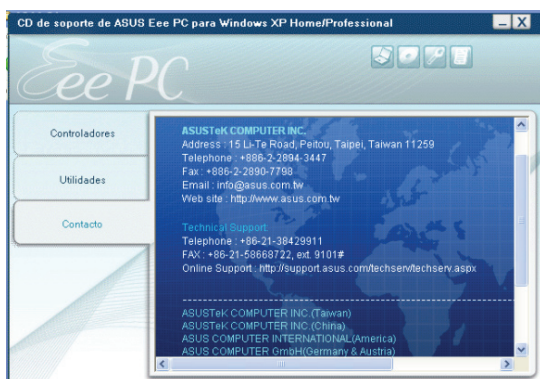 CD de soporte de ASUS Eee PC para Windows XP Home/Professional
Eee PC
Controladores
Utilidades
Contacto
ASUSTeK COMPUTER INC.
Address : 15 Li-Te Road, Peitou, Taipei, Taiwan 11259
Telephone : +886-2-2894-3447
Fax : +886-2-2890-7798
Email : info@asus.com.tw
Web site : http://www.asus.com.tw
Technical Support
Telephone : +86-21-38429911
FAX : +86-21-58668722, ext. 9101#
Online Support : http://support.asus.com/techserv/techserv.aspx
ASUSTeK COMPUTER INC.(Taiwan)
ASUSTeK COMPUTER INC.(China)
ASUS COMPUTER INTERNATIONAL(America)
ASUS COMPUTER GmbH(Germany & Austria)